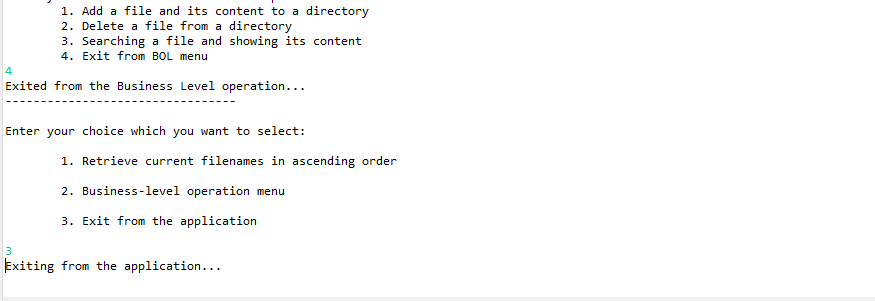 1. Add a file and its content to a directory
2. Delete a file from a directory
3. Searching a file and showing its content
4. Exit from BOL menu
4
Exited from the Business Level operation...
---------------------------------
Enter your choice which you want to select:
1. Retrieve current filenames in ascending order
2. Business-level operation menu
3. Exit from the application
3
Exiting from the application...